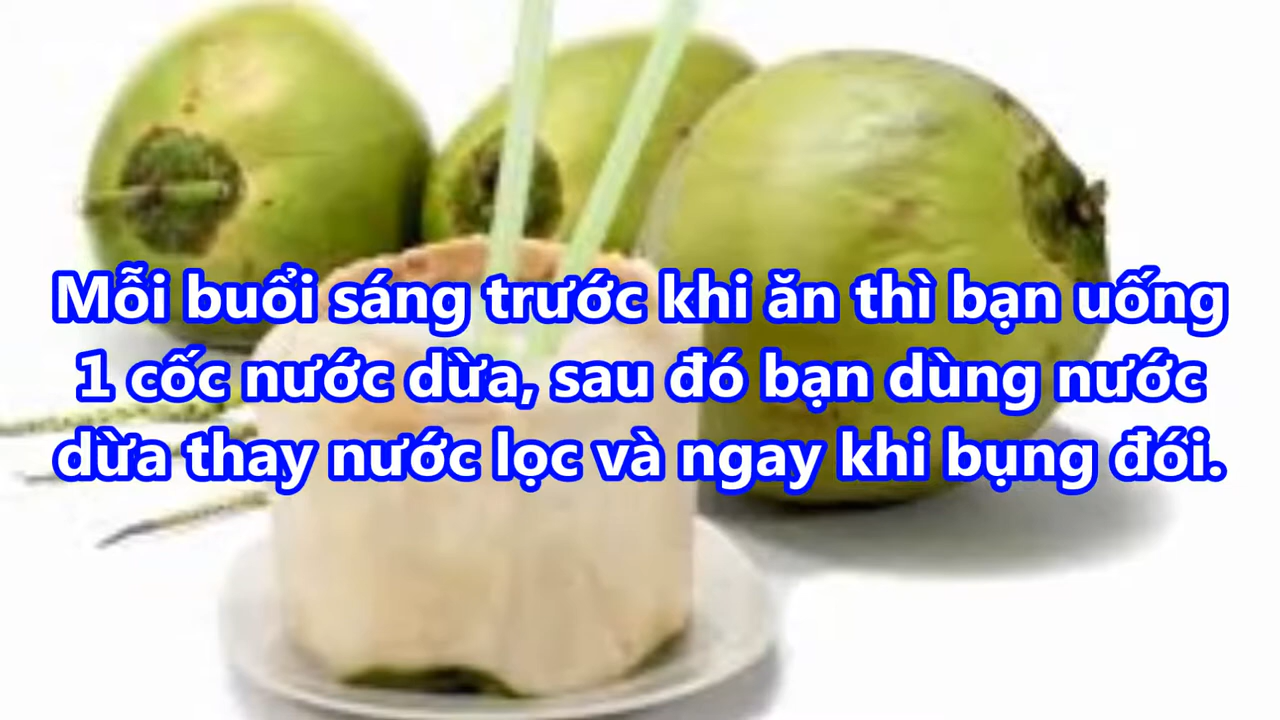 Mỗi buổi sáng trước khi ăn thì bạn uống
1 cốc nước dừa, sau đó bạn dùng nước
dừa thay nước lọc và ngay khi bụng đói.